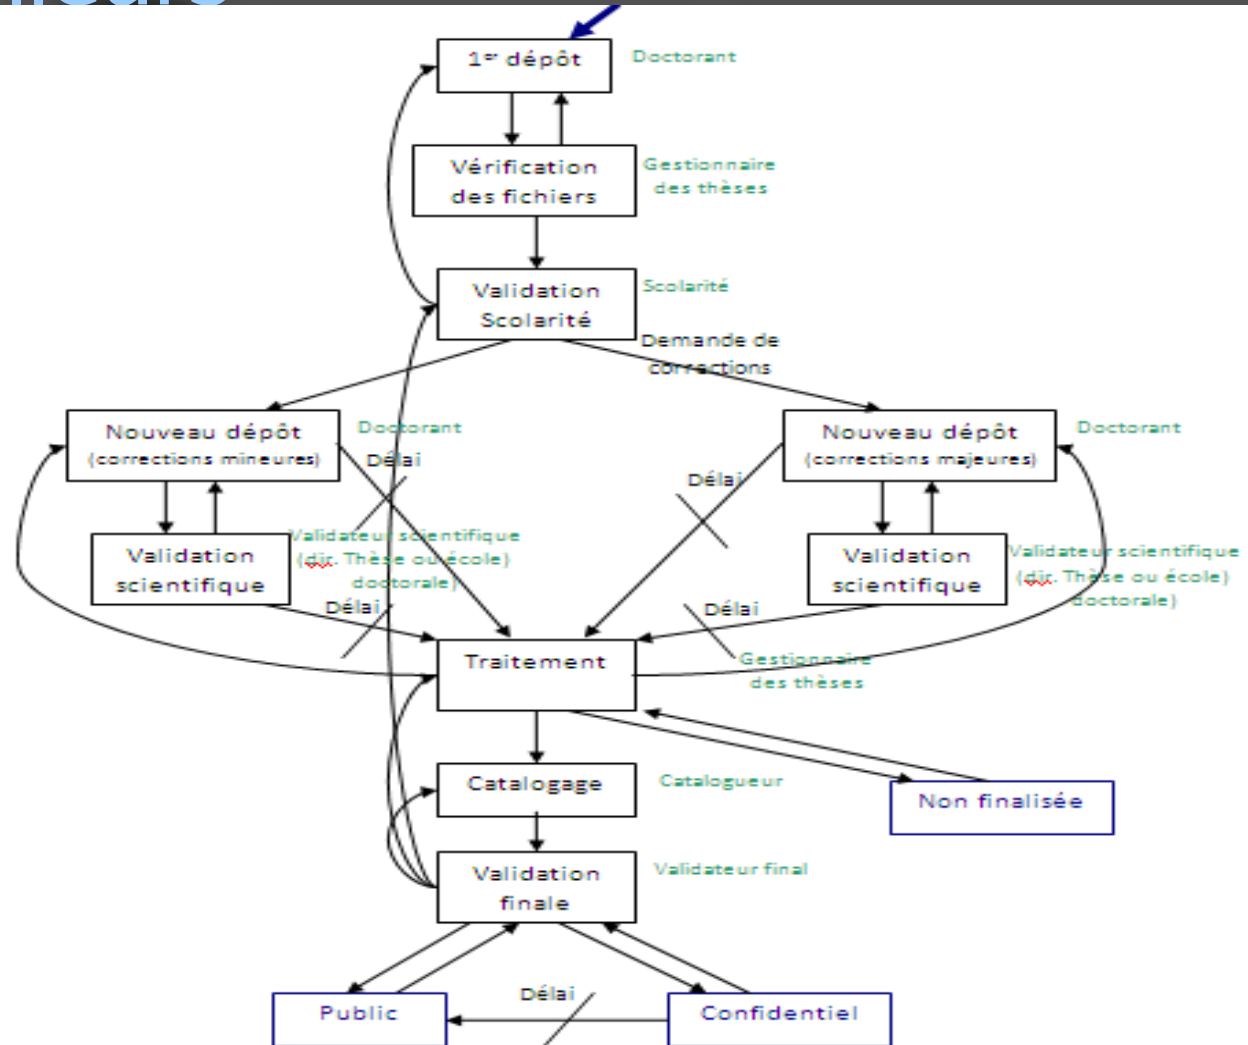 1er dépôt
Doctorant
Vérification
des fichiers
Gestionnaire
des thèses
Validation
Scolarité
Scolarité
Demande de
corrections
Nouveau dépôt
(corrections mineures)
Doctorant
Délai
Nouveau dépôt
(corrections majeures)
Doctorant
Délai
Validation
scientifique
Validateur scientifique
(dir. Thèse ou école)
doctorale)
Délai
Validation
scientifique
Validateur scientifique
(dir. Thèse ou école)
doctorale)
Délai
Traitement
Gestionnaire
des thèses
Catalogage
Catalogueur
Non finalisée
Validation
finale
Validateur final
Public
Délai
Confidentiel